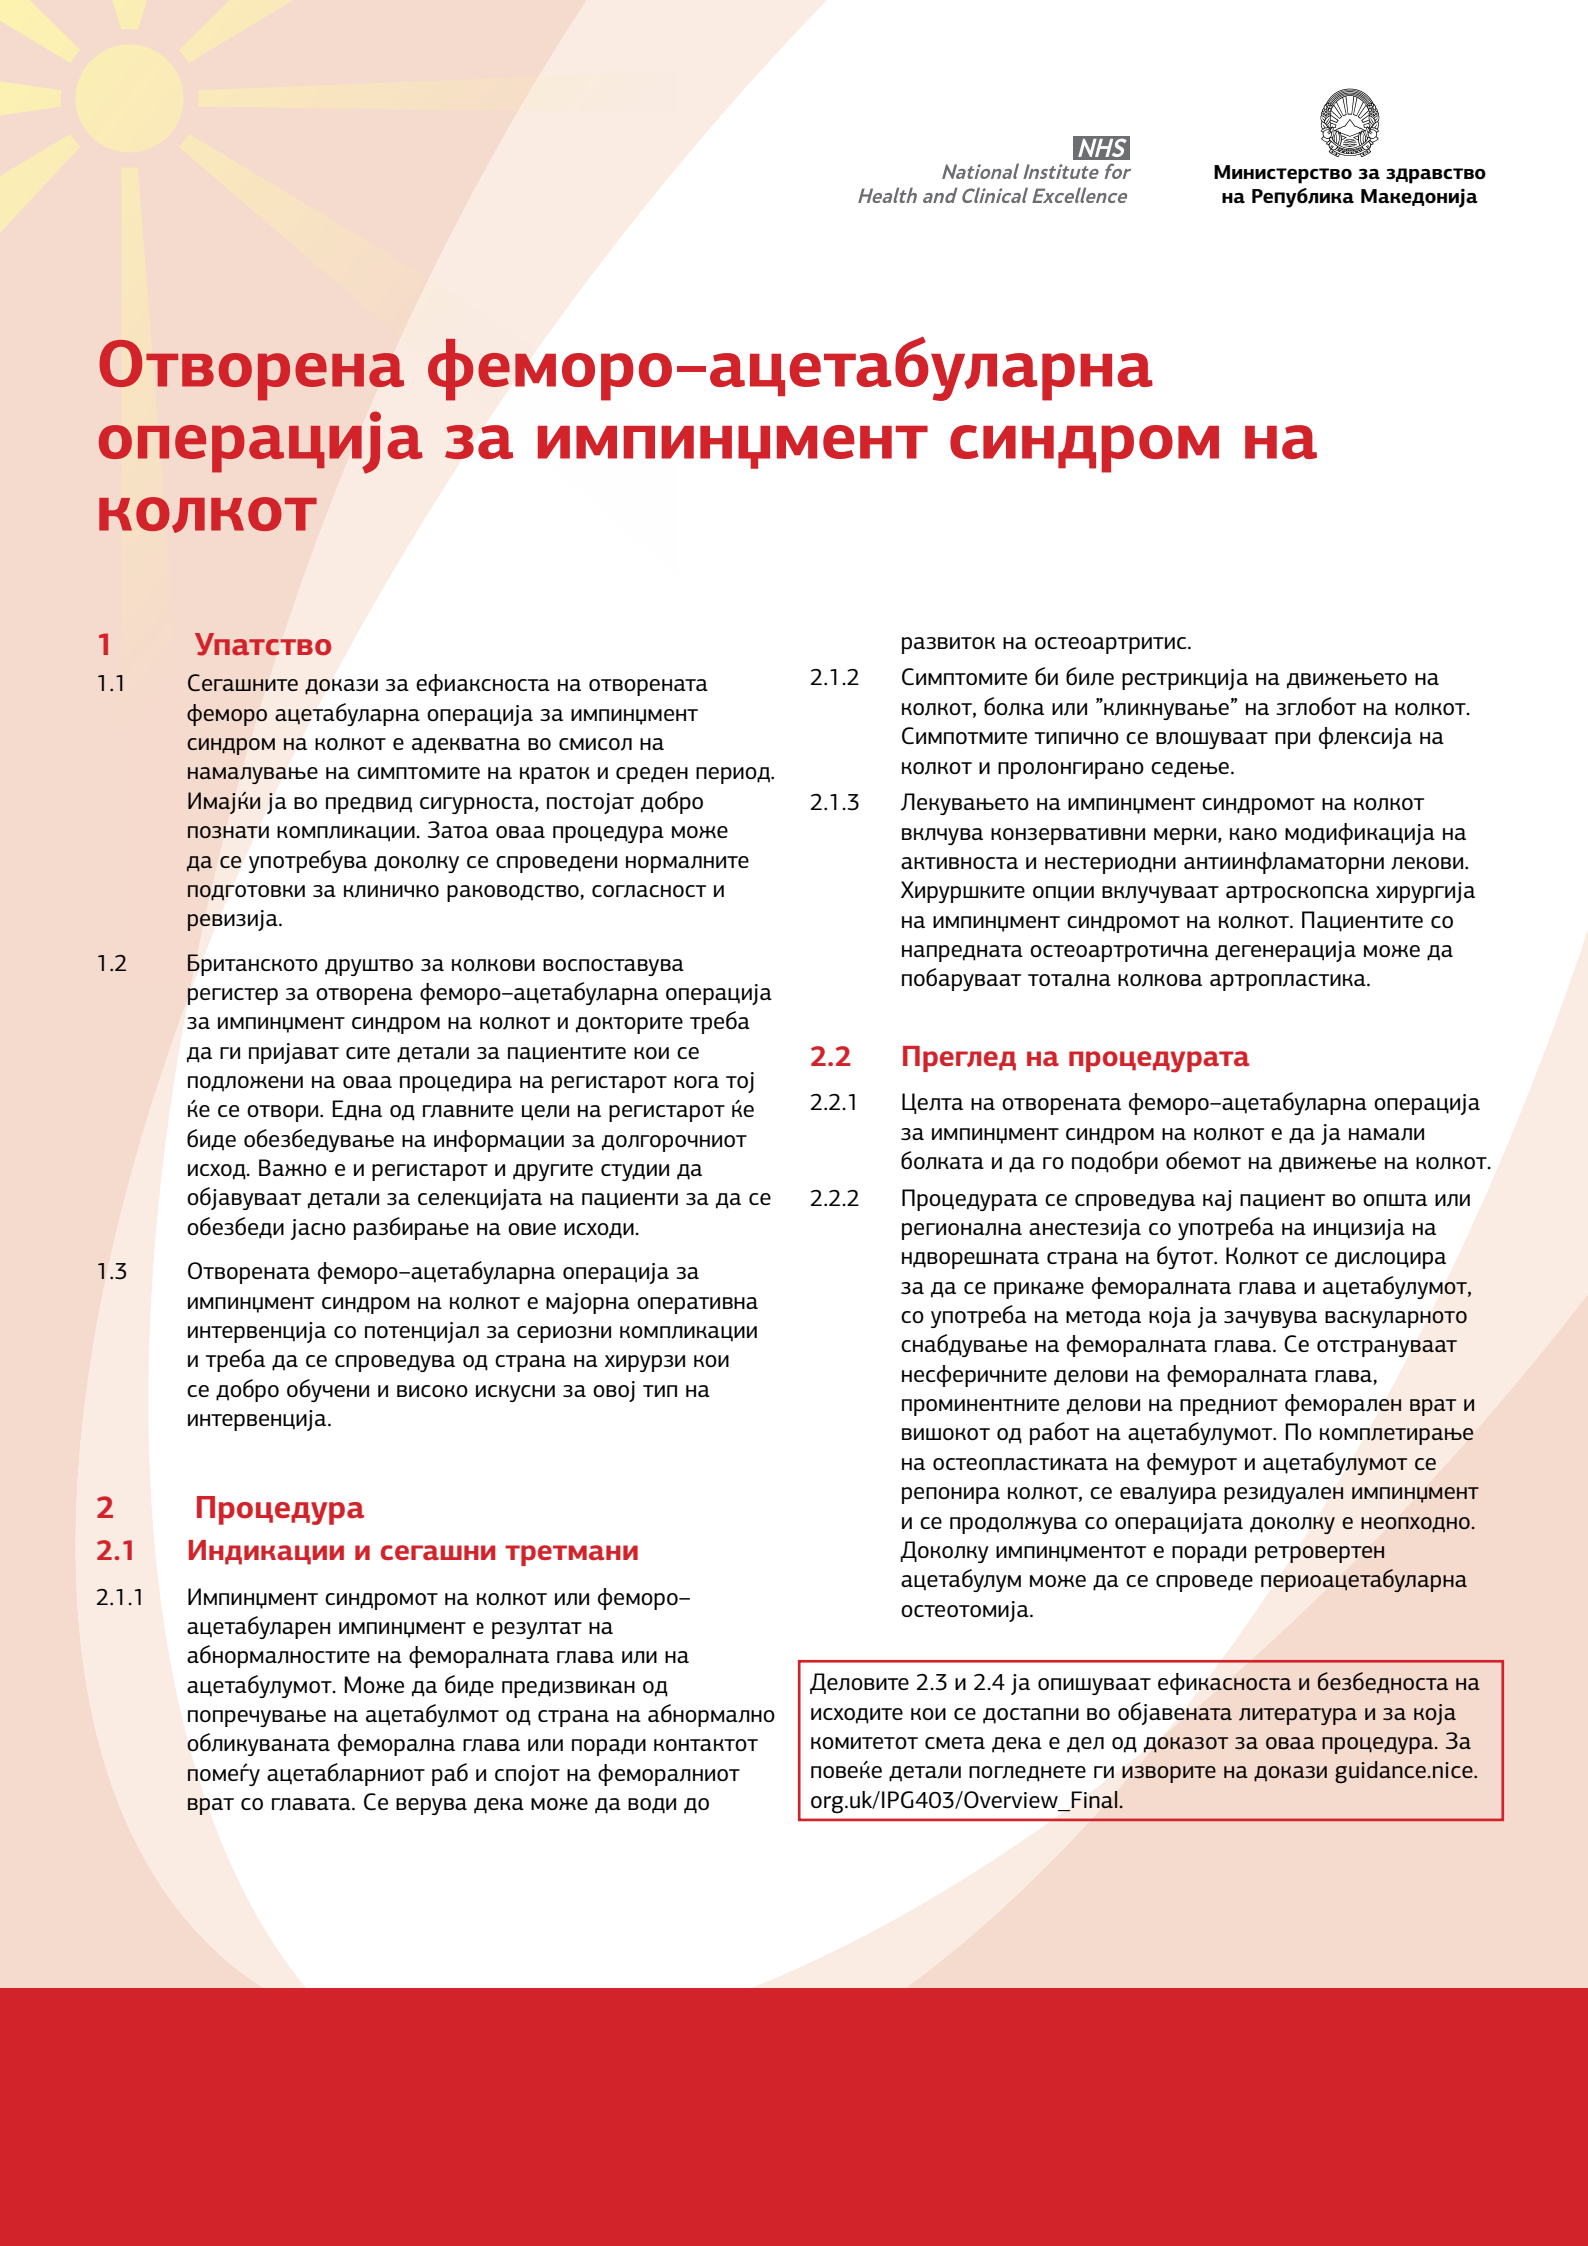 NHS
National Institute for
Health and Clinical Excellence
Министерство за здравство
на Република Македонија
Отворена феморо–ацетабуларна
операција за импинџмент синдром на
колкот
1 Упатство
1.1 Сегашните докази за ефиаксноста на отворената
феморо ацетабуларна операција за импинџмент
синдром на колкот е адекватна во смисол на
намалување на симптомите на краток и среден период.
Имајќи ја во предвид сигурноста, постојат добро
познати компликации. Затоа оваа процедура може
да се употребува доколку се спроведени нормалните
подготовки за клиничко раководство, согласност и
ревизија.
1.2 Британското друштво за колкови воспоставува
регистер за отворена феморо–ацетабуларна операција
за импинџмент синдром на колкот и докторите треба
да ги пријават сите детали за пациентите кои се
подложени на оваа процедира на регистарот кога тој
ќе се отвори. Една од главните цели на регистарот ќе
биде обезбедување на информации за долгорочниот
исход. Важно е и регистарот и другите студии да
објавуваат детали за селекцијата на пациенти за да се
обезбеди јасно разбирање на овие исходи.
1.3 Отворената феморо–ацетабуларна операција за
импинџмент синдром на колкот е мајорна оперативна
интервенција со потенцијал за сериозни компликации
и треба да се спроведува од страна на хирурзи кои
се добро обучени и високо искусни за овој тип на
интервенција.
2 Процедура
2.1 Индикации и сегашни третмани
2.1.1 Импинџмент синдромот на колкот или феморо–
ацетабуларен импинџмент е резултат на
абнормалностите на феморалната глава или на
ацетабулумот. Може да биде предизвикан од
попречување на ацетабулмот од страна на абнормално
обликуваната феморална глава или поради контактот
помеѓу ацетабларниот раб и спојот на феморалниот
врат со главата. Се верува дека може да води до
развиток на остеоартритис.
2.1.2 Симптомите би биле рестрикција на движењето на
колкот, болка или ”кликнување” на зглобот на колкот.
Симпотмите типично се влошуваат при флексија на
колкот и пролонгирано седење.
2.1.3 Лекувањето на импинџмент синдромот на колкот
вклчува конзервативни мерки, како модификација на
активноста и нестериодни антиинфламаторни лекови.
Хируршките опции вклучуваат артроскопска хирургија
на импинџмент синдромот на колкот. Пациентите со
напредната остеоартротична дегенерација може да
побаруваат тотална колкова артропластика.
2.2 Преглед на процедурата
2.2.1 Целта на отворената феморо–ацетабуларна операција
за импинџмент синдром на колкот е да ја намали
болката и да го подобри обемот на движење на колкот.
2.2.2 Процедурата се спроведува кај пациент во општа или
регионална анестезија со употреба на инцизија на
ндворешната страна на бутот. Колкот се дислоцира
за да се прикаже феморалната глава и ацетабулумот,
со употреба на метода која ја зачувува васкуларното
снабдување на феморалната глава. Се отстрануваат
несферичните делови на феморалната глава,
проминентните делови на предниот феморален врат и
вишокот од работ на ацетабулумот. По комплетирање
на остеопластиката на фемурот и ацетабулумот се
репонира колкот, се евалуира резидуален импинџмент
и се продолжува со операцијата доколку е неопходно.
Доколку импинџментот е поради ретровертен
ацетабулум може да се спроведе периоацетабуларна
остеотомија.
Деловите 2.3 и 2.4 ја опишуваат ефикасноста и безбедноста на
исходите кои се достапни во објавената литература и за која
комитетот смета дека е дел од доказот за оваа процедура. За
повеќе детали погледнете ги изворите на докази guidance.nice.
org.uk/IPG403/Overview_Final.